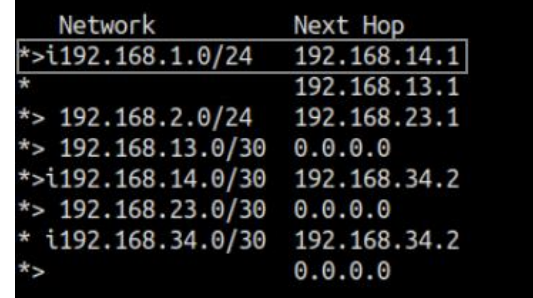 Network          Next Hop
*>i192.168.1.0/24   192.168.14.1
*                   192.168.13.1
*> 192.168.2.0/24   192.168.23.1
*> 192.168.13.0/30  0.0.0.0
*>i192.168.14.0/30  192.168.34.2
*> 192.168.23.0/30  0.0.0.0
* i192.168.34.0/30  192.168.34.2
*>                  0.0.0.0